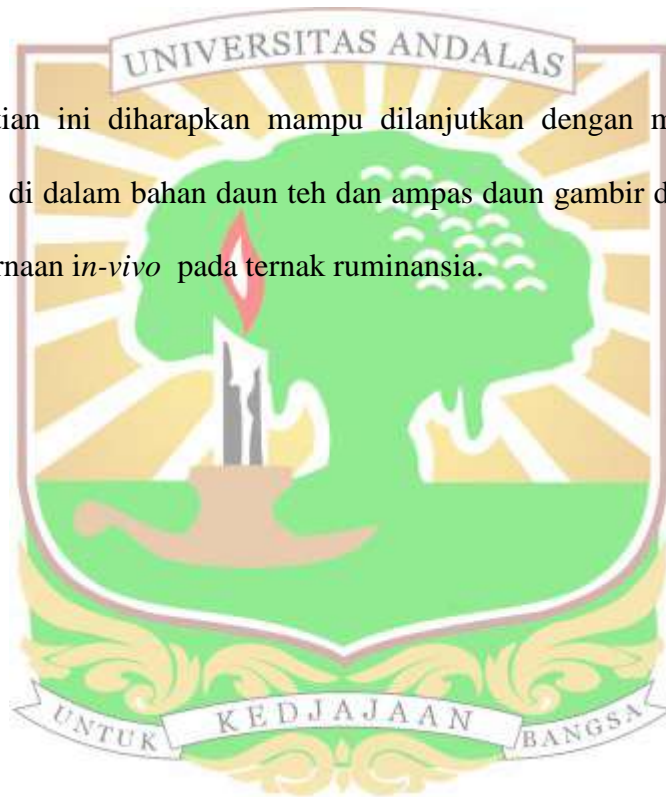 UNIVERSITAS ANDALAS
tian ini diharapkan mampu dilanjutkan dengan m
di dalam bahan daun teh dan ampas daun gambir d
rnaan in-vivo pada ternak ruminansia.
UNTUK KEDJAJAAN BANGSA